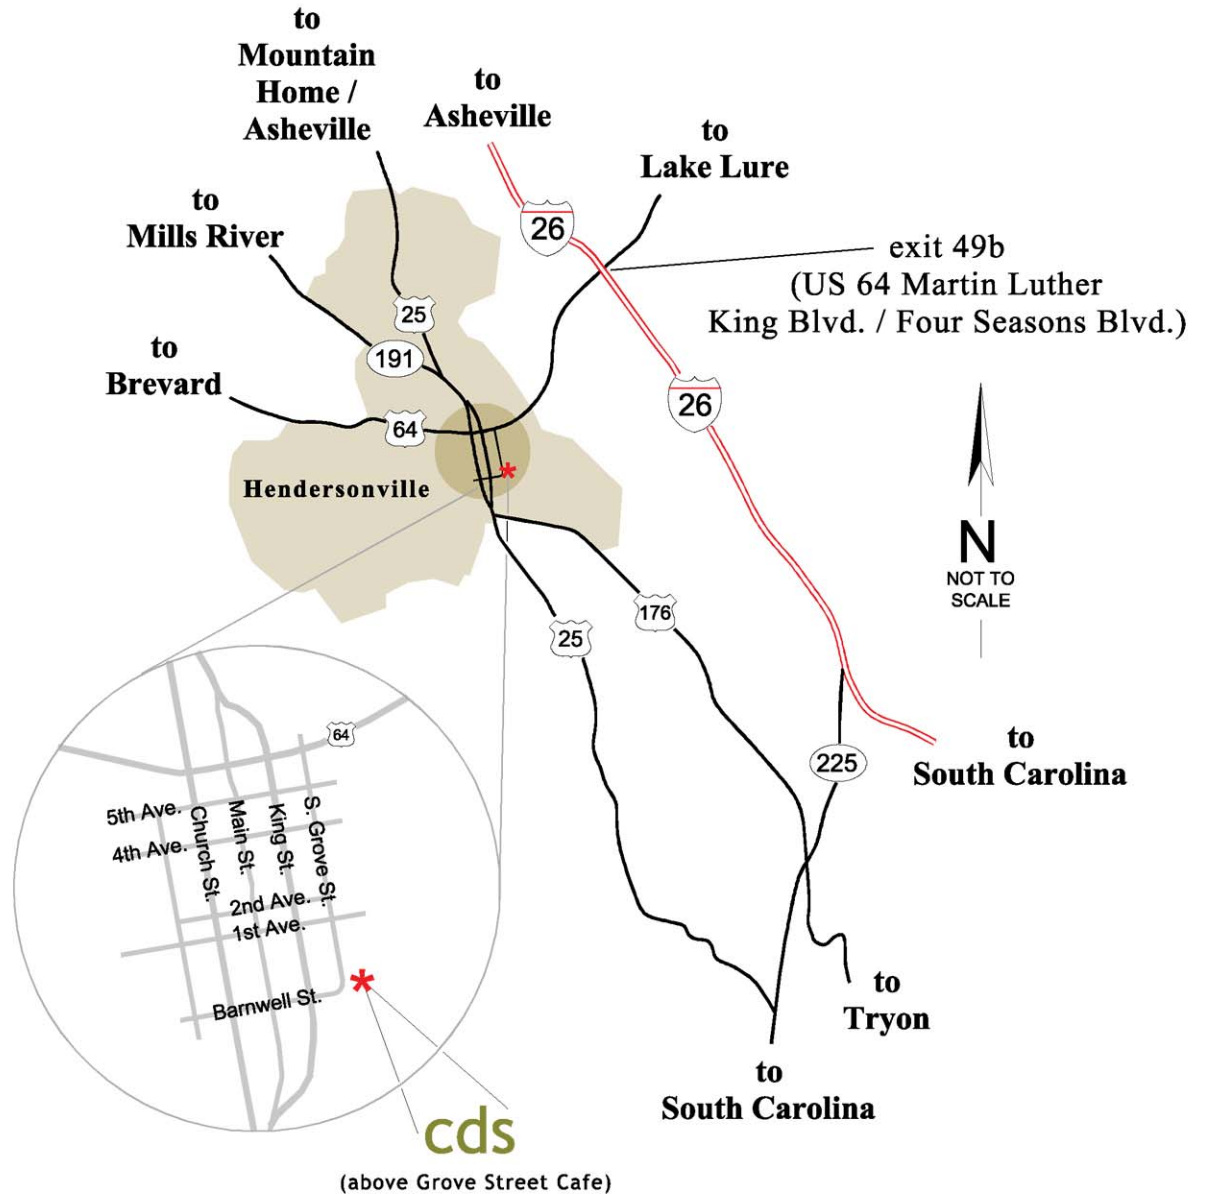 to
Mountain
Home /
Asheville
to
Asheville
to
Lake Lure
to
Mills River
26
exit 49b
(US 64 Martin Luther
King Blvd. / Four Seasons Blvd.)
25
191
to
Brevard
64
26
Hendersonville
N
NOT TO
SCALE
176
25
64
to
South Carolina
225
5th Ave.
4th Ave.
Church St.
Main St.
King St.
S. Grove St.
2nd Ave.
1st Ave.
*
Barnwell St.
to
Tryon
to
South Carolina
cds
(above Grove Street Cafe)